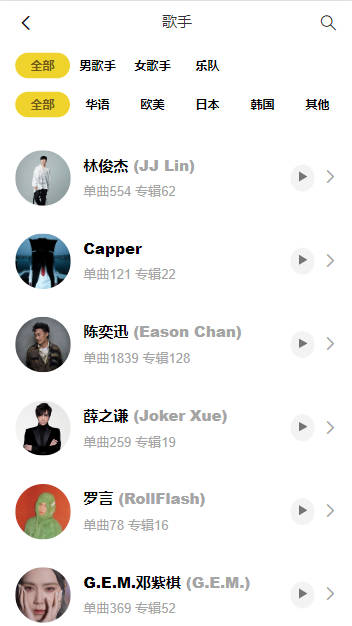 歌手
全部 男歌手 女歌手 乐队
全部 华语 欧美 日本 韩国 其他
林俊杰 (JJ Lin)
单曲554 专辑62
Capper
单曲121 专辑22
陈奕迅 (Eason Chan)
单曲1839 专辑128
薛之谦 (Joker Xue)
单曲259 专辑19
罗言 (RollFlash)
单曲78 专辑16
G.E.M.邓紫棋 (G.E.M.)
单曲369 专辑52